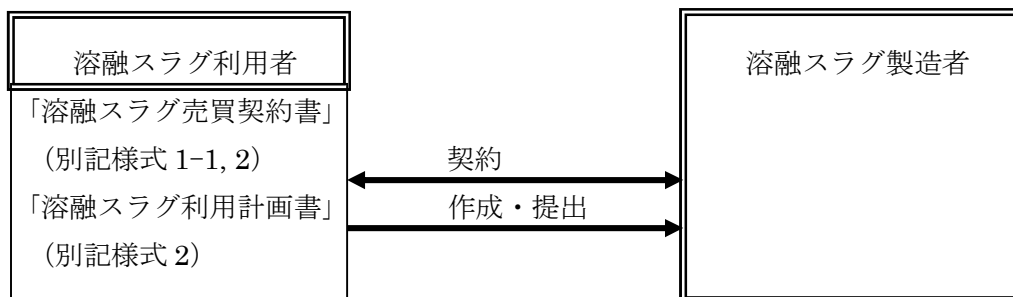 溶融スラグ利用者
溶融スラグ製造者
「溶融スラグ売買契約書」
（別記様式 1-1, 2）
契約
「溶融スラグ利用計画書」
作成・提出
（別記様式 2）